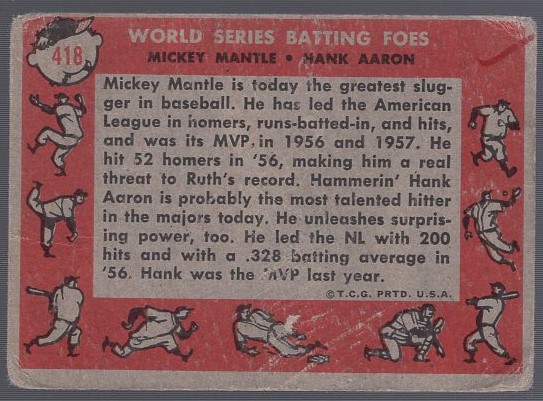 418
WORLD SERIES BATTING FOES
MICKEY MANTLE • HANK AARON
Mickey Mantle is today the greatest slug-
ger in baseball. He has led the American
League in homers, runs-batted-in, and hits,
and was its MVP in 1956 and 1957. He
hit 52 homers in '56, making him a real
threat to Ruth's record. Hammerin' Hank
Aaron is probably the most talented hitter
in the majors today. He unleashes surpris-
ing power, too. He led the NL with 200
hits and with a .328 batting average in
'56. Hank was the MVP last year.
© T.C.G. PRTD. U.S.A.